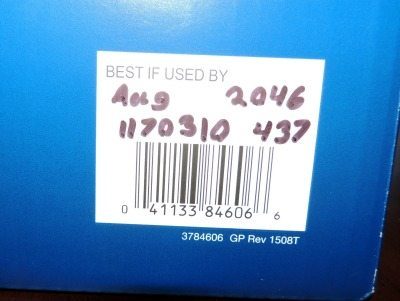 BEST IF USED BY
Aug 2046
1170310 437
0 41133 84606 6
3784606 GP Rev 1508T